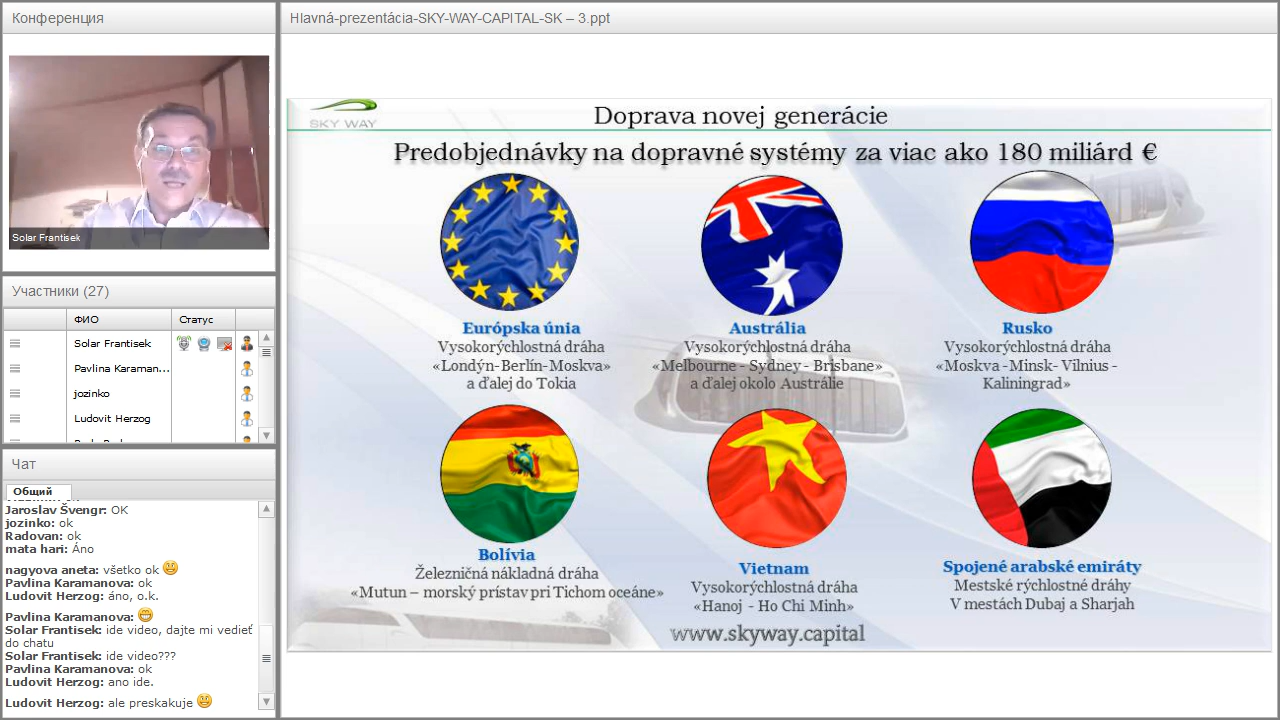 Конференция
Solar Frantisek
Участники (27)
ФИО
Статус
Solar Frantisek
Pavlina Karaman...
jozinko
Ludovit Herzog
Чат
Общий
Jaroslav Švengr: OK
jozinko: ok
Radovan: ok
mata hari: Áno
nagyova aneta: všetko ok
Pavlina Karamanova: ok
Ludovit Herzog: áno, o.k.
Pavlina Karamanova:
Solar Frantisek: ide video, dajte mi vedieť
do chatu
Solar Frantisek: ide video???
Pavlina Karamanova: ok
Ludovit Herzog: ano ide.
Ludovit Herzog: ale preskakuje
Hlavná-prezentácia-SKY-WAY-CAPITAL-SK – 3.ppt
SKY WAY
Doprava novej generácie
Predobjednávky na dopravné systémy za viac ako 180 miliárd €
Európska únia
Vysokorýchlostná dráha
«Londýn-Berlín-Moskva»
a ďalej do Tokia
Austrália
Vysokorýchlostná dráha
«Melbourne - Sydney - Brisbane»
a ďalej okolo Austrálie
Rusko
Vysokorýchlostná dráha
«Moskva -Minsk- Vilnius -
Kaliningrad»
Bolívia
Železničná nákladná dráha
«Mutun – morský prístav pri Tichom oceáne»
Vietnam
Vysokorýchlostná dráha
«Hanoj - Ho Chi Minh»
Spojené arabské emiráty
Mestské rýchlostné dráhy
V mestách Dubaj a Sharjah
www.skyway.capital